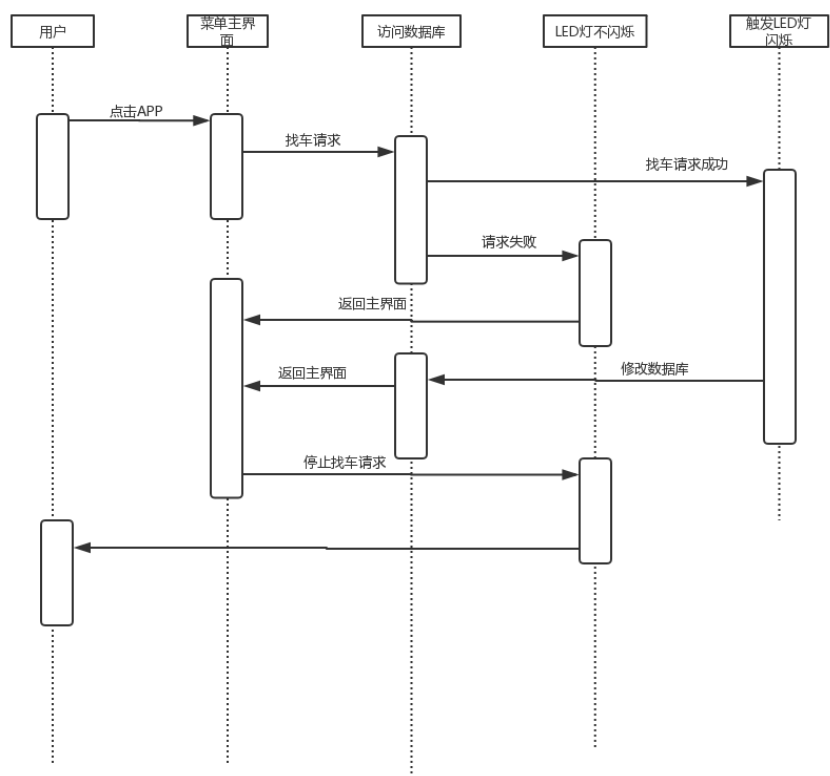 用户
菜单主界
面
访问数据库
LED灯不闪烁
触发LED灯
闪烁
点击APP
找车请求
找车请求成功
请求失败
返回主界面
修改数据库
返回主界面
停止找车请求